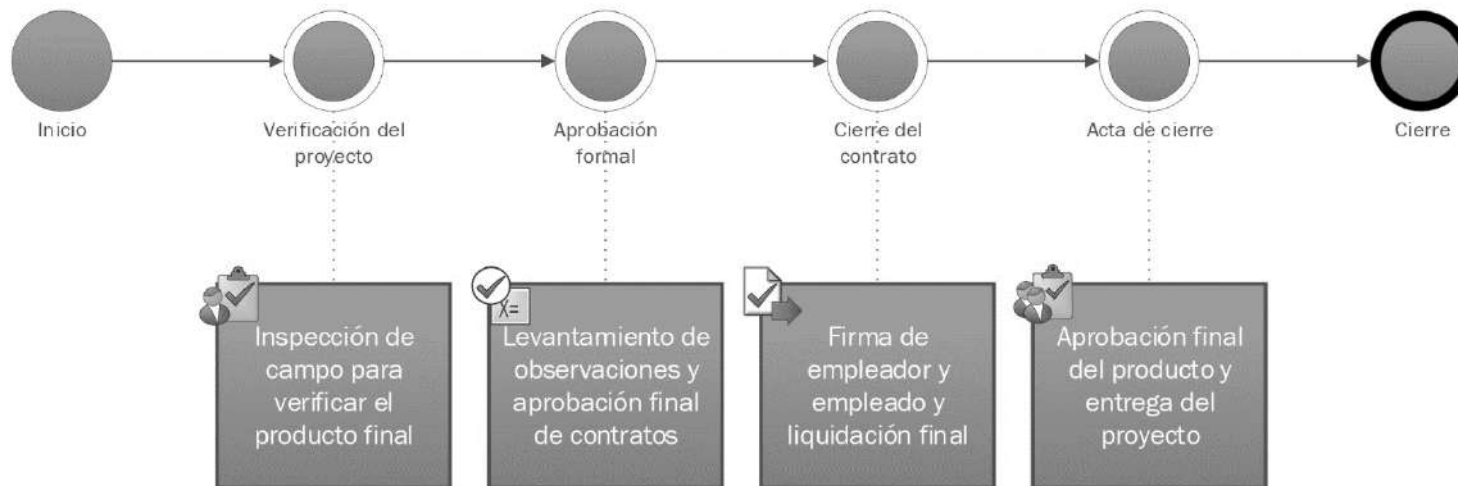 Inicio
Verificación del
proyecto
Aprobación
formal
Cierre del
contrato
Acta de cierre
Cierre
Inspección de
campo para
verificar el
producto final
X=
Levantamiento de
observaciones y
aprobación final
de contratos
Firma de
empleador y
empleado y
liquidación final
Aprobación final
del producto y
entrega del
proyecto